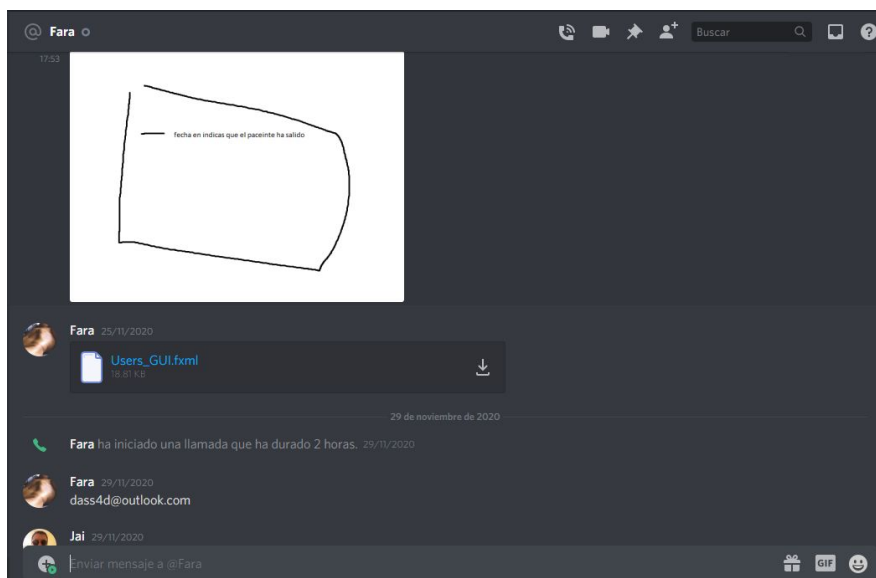 Fara
Buscar
17:53
fecha en indicas que el paceinte ha salido
Fara 25/11/2020
Users_GUI.fxml
18.81 KB
29 de noviembre de 2020
Fara ha iniciado una llamada que ha durado 2 horas. 29/11/2020
Fara 29/11/2020
dass4d@outlook.com
Jai 29/11/2020
Enviar mensaje a @Fara
GIF